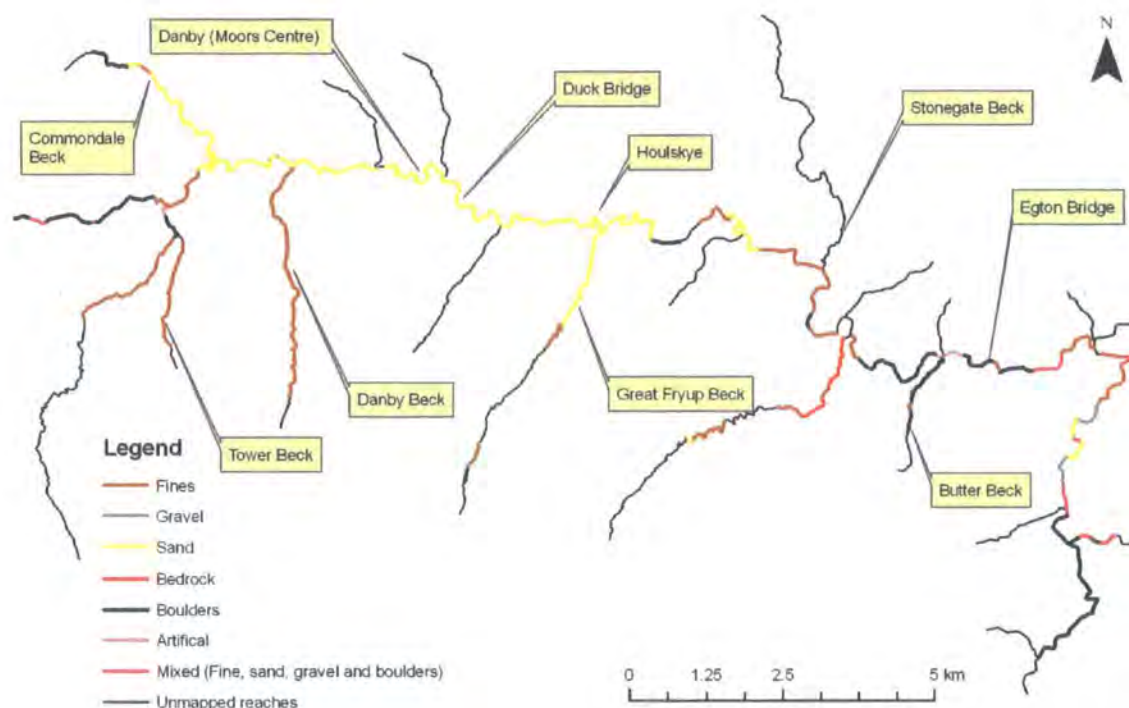 N
Danby (Moors Centre)
Duck Bridge
Stonegate Beck
Commondale
Beck
Houlskye
Egton Bridge
Danby Beck
Great Fryup Beck
Tower Beck
Butter Beck
Legend
Fines
Gravel
Sand
Bedrock
Boulders
Artifical
Mixed (Fine, sand, gravel and boulders)
Unmapped reaches
0 1.25 2.5 5 km